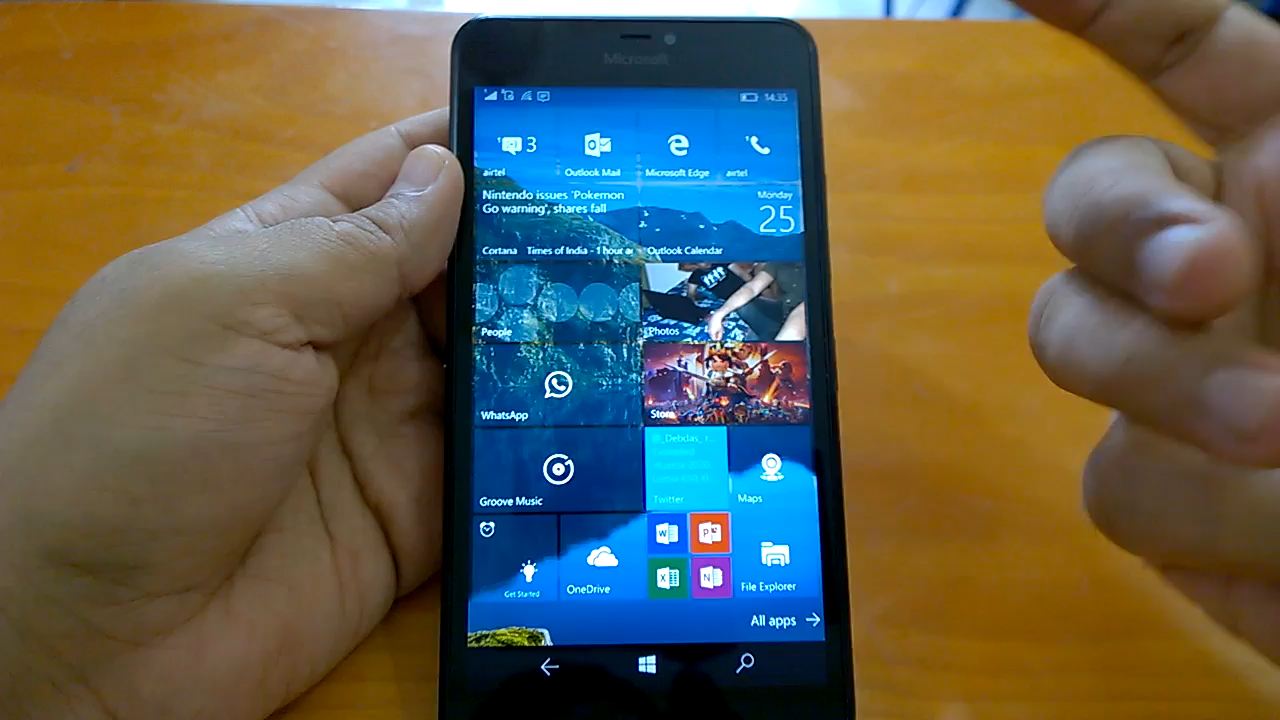 Microsoft
14:35
3
airtel
Outlook Mail
Microsoft Edge
airtel
Nintendo issues 'Pokemon
Go warning', shares fall
Cortana Times of India - 1 hour
Monday
25
Outlook Calendar
People
Photos
WhatsApp
Store
Groove Music
@_Debdas_r...
Twitter
Maps
Get Started
OneDrive
W
P
X
N
File Explorer
All apps